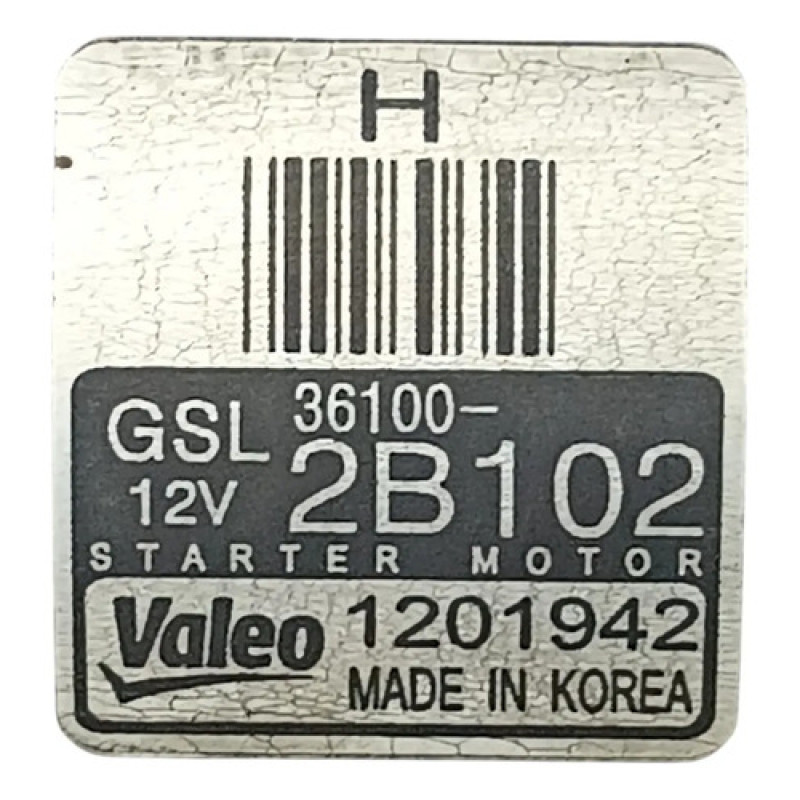 H
GSL 36100-
12V 2B102
STARTER MOTOR
Valeo 1201942
MADE IN KOREA